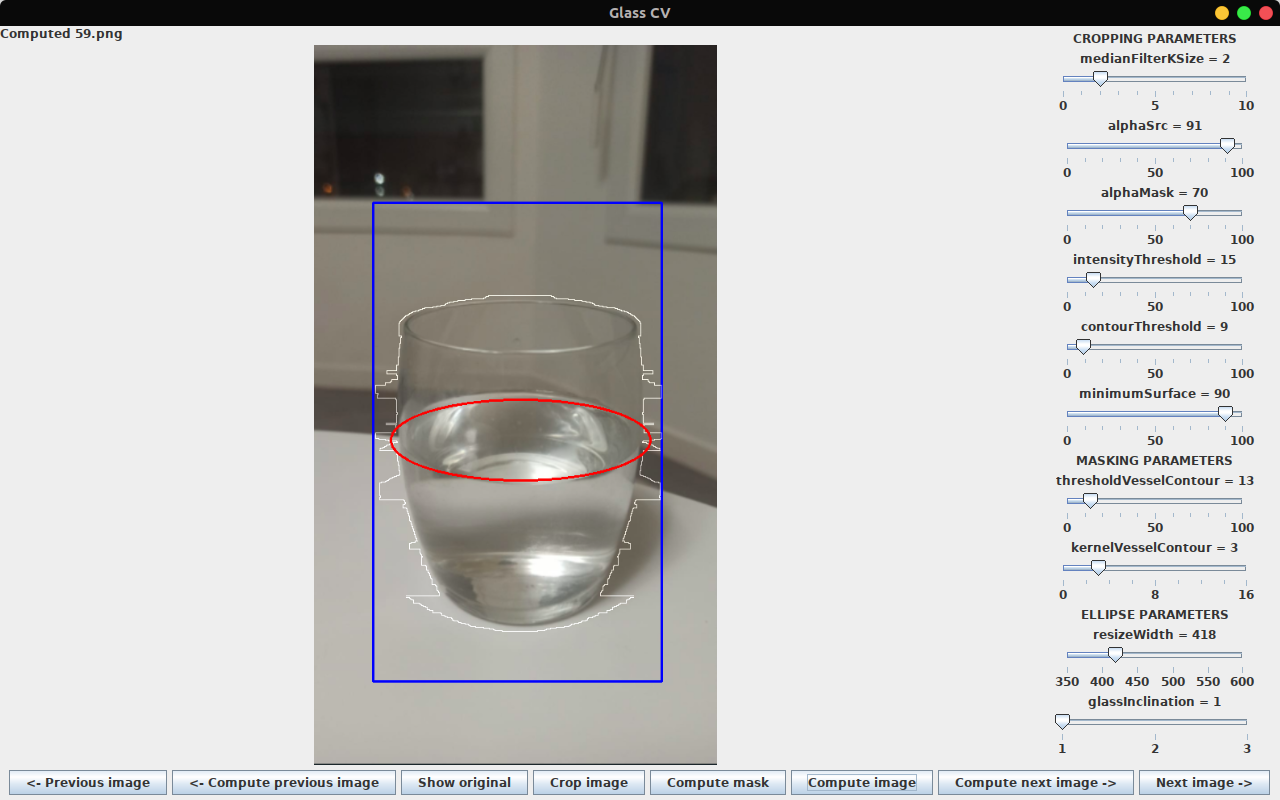 Glass CV
Computed 59.png
CROPPING PARAMETERS
medianFilterKSize = 2
0 5 10
alphaSrc = 91
0 50 100
alphaMask = 70
0 50 100
intensityThreshold = 15
0 50 100
contourThreshold = 9
0 50 100
minimumSurface = 90
0 50 100
MASKING PARAMETERS
thresholdVesselContour = 13
0 50 100
kernelVesselContour = 3
0 8 16
ELLIPSE PARAMETERS
resizeWidth = 418
350 400 450 500 550 600
glassInclination = 1
1 2 3
<- Previous image <- Compute previous image Show original Crop image Compute mask Compute image Compute next image -> Next image ->